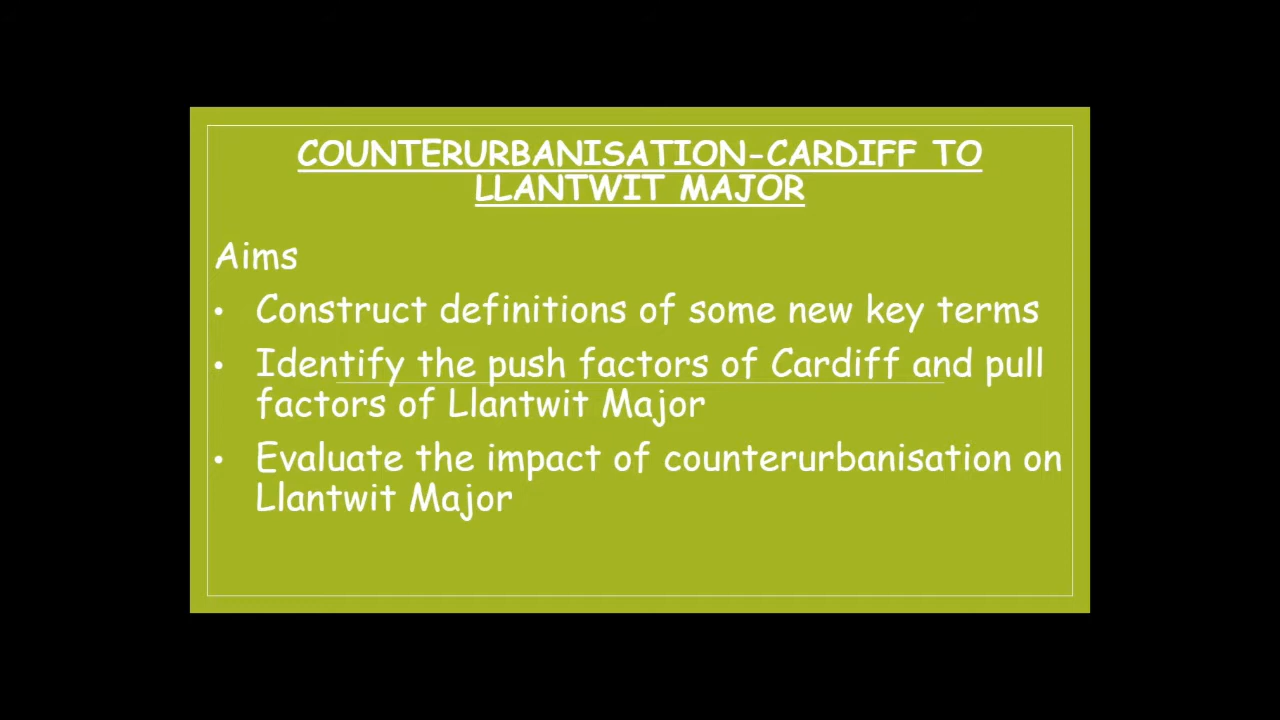 COUNTERURBANISATION-CARDIFF TO
LLANTWIT MAJOR
Aims
• Construct definitions of some new key terms
• Identify the push factors of Cardiff and pull
factors of Llantwit Major
• Evaluate the impact of counterurbanisation on
Llantwit Major